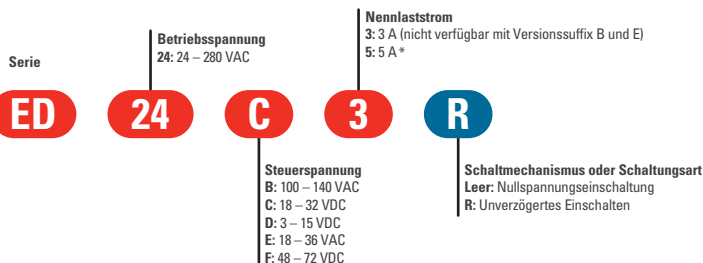 Nennlaststrom
3: 3 A (nicht verfügbar mit Versionssuffix B und E)
5: 5 A*
Betriebsspannung
24: 24 – 280 VAC
Serie
ED 24 C 3 R
Steuerspannung
B: 100 – 140 VAC
C: 18 – 32 VDC
D: 3 – 15 VDC
E: 18 – 36 VAC
F: 48 – 72 VDC
Schaltmechanismus oder Schaltungsart
Leer: Nullspannungseinschaltung
R: Unverzögertes Einschalten